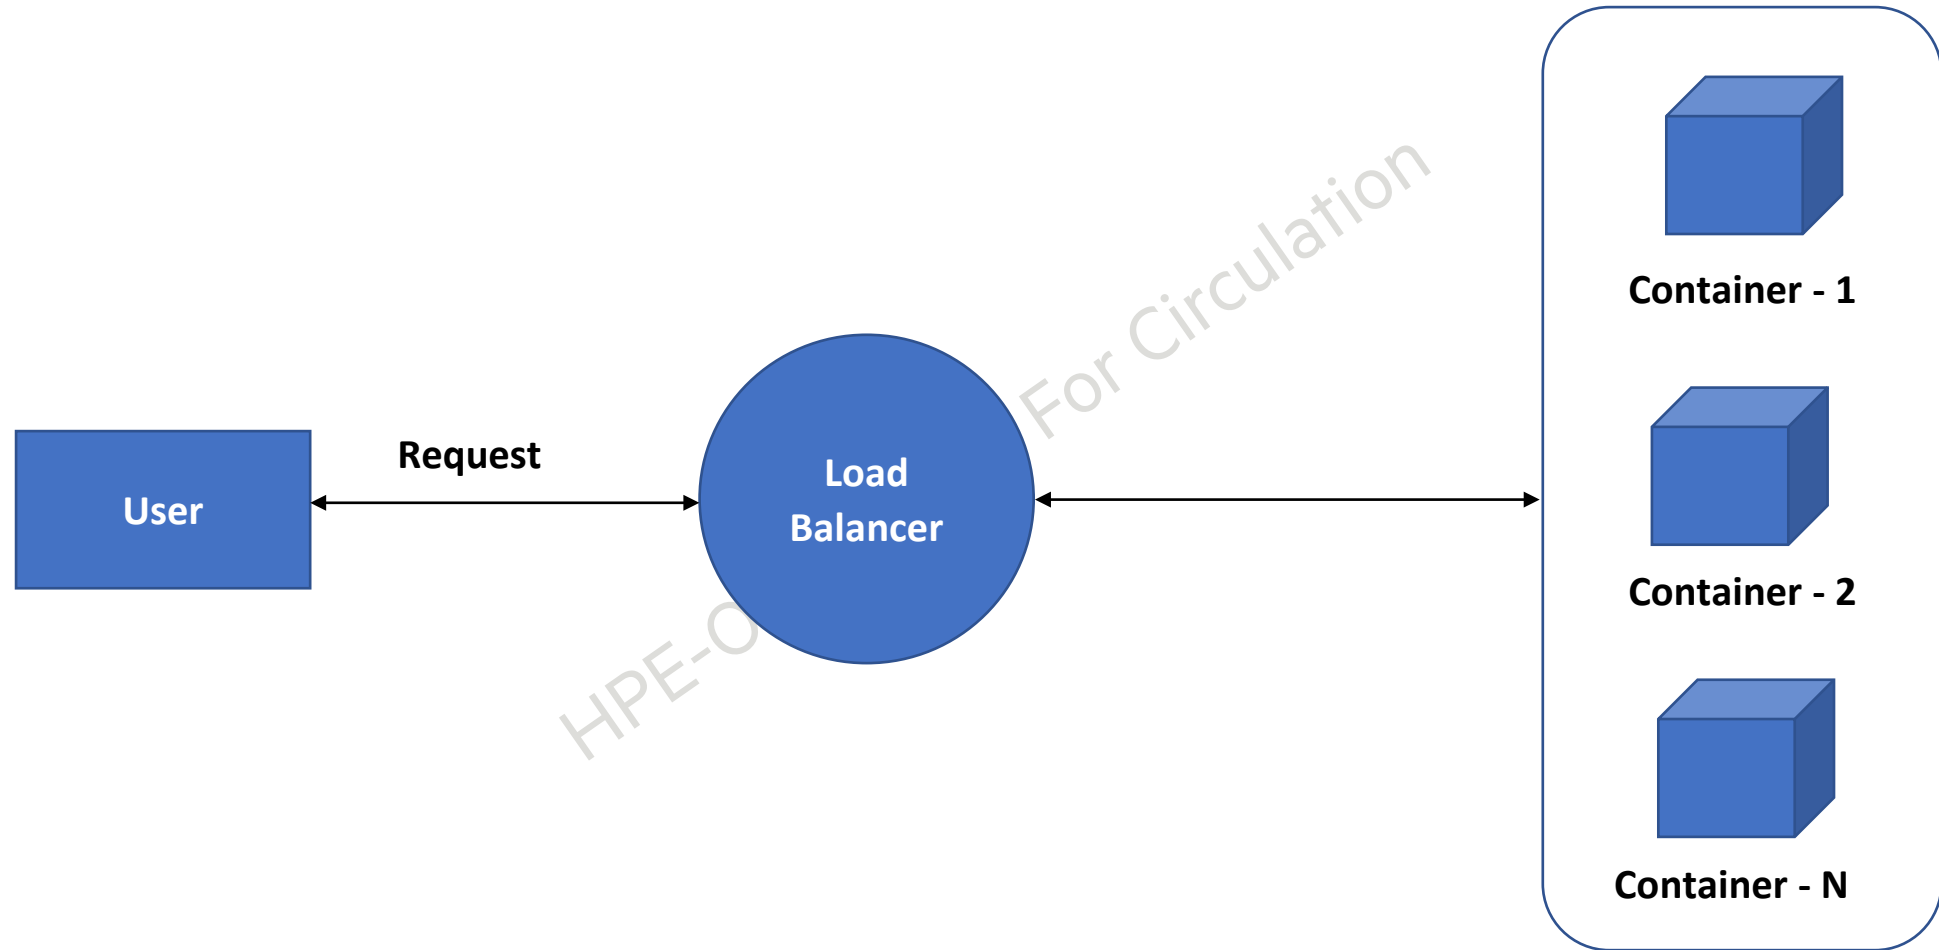 User
Request
Load
Balancer
Container - 1
Container - 2
Container - N
For Circulation